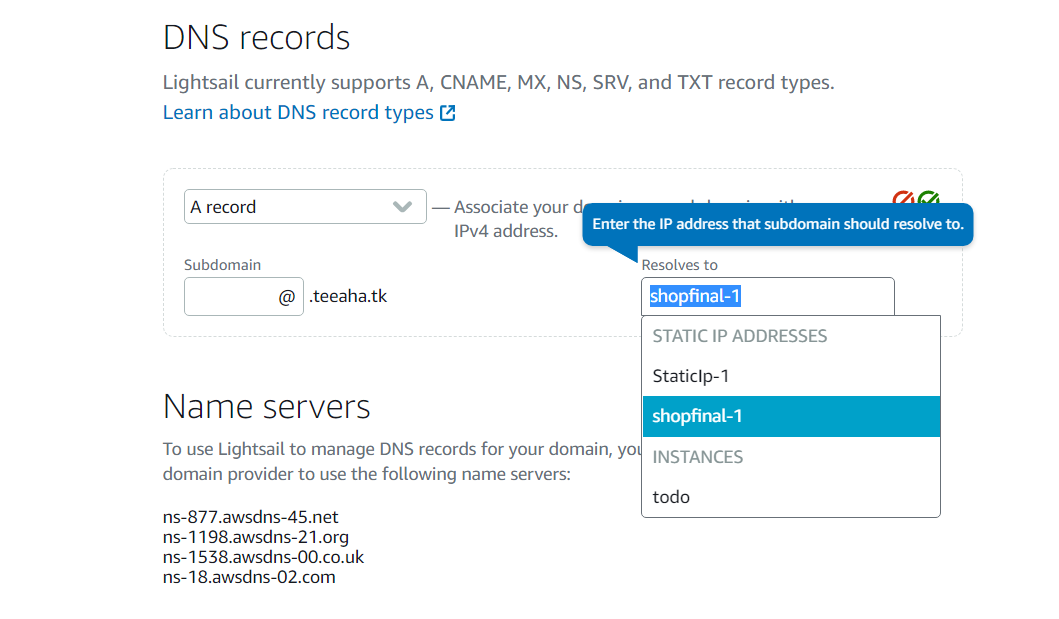 DNS records
Lightsail currently supports A, CNAME, MX, NS, SRV, and TXT record types.
Learn about DNS record types
A record
— Associate your
IPv4 address.
Enter the IP address that subdomain should resolve to.
Subdomain
@ .teeaha.tk
Resolves to
shopfinal-1
STATIC IP ADDRESSES
StaticIp-1
shopfinal-1
INSTANCES
todo
Name servers
To use Lightsail to manage DNS records for your domain,
domain provider to use the following name servers:
ns-877.awsdns-45.net
ns-1198.awsdns-21.org
ns-1538.awsdns-00.co.uk
ns-18.awsdns-02.com